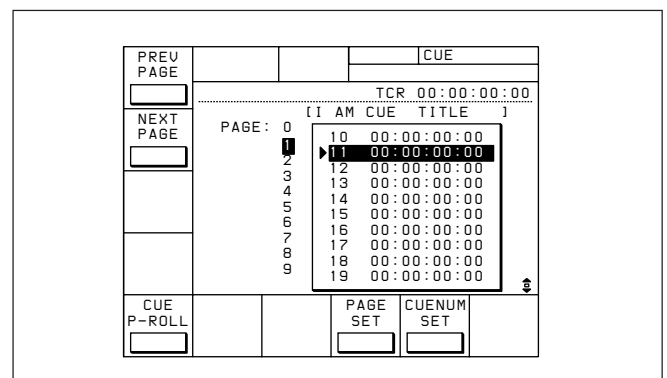 PREV
PAGE
CUE
TCR 00:00:00:00
[I AM CUE TITLE ]
NEXT
PAGE
PAGE: 0
1
2
3
4
5
6
7
8
9
10 00:00:00:00
11 00:00:00:00
12 00:00:00:00
13 00:00:00:00
14 00:00:00:00
15 00:00:00:00
16 00:00:00:00
17 00:00:00:00
18 00:00:00:00
19 00:00:00:00
CUE
P-ROLL
PAGE
SET
CUENUM
SET